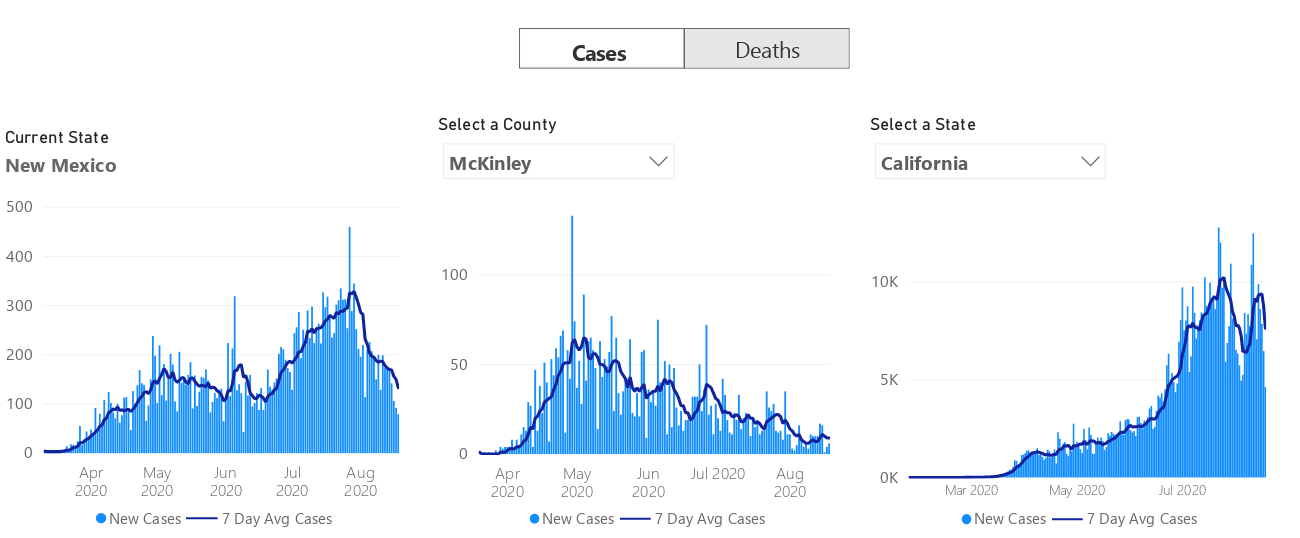 Cases Deaths
Current State
New Mexico
500
400
300
200
100
0
Apr 2020 May 2020 Jun 2020 Jul 2020 Aug 2020
New Cases 7 Day Avg Cases
Select a County
McKinley
100
50
0
Apr 2020 May 2020 Jun 2020 Jul 2020 Aug 2020
New Cases 7 Day Avg Cases
Select a State
California
10K
5K
0K
Mar 2020 May 2020 Jul 2020
New Cases 7 Day Avg Cases